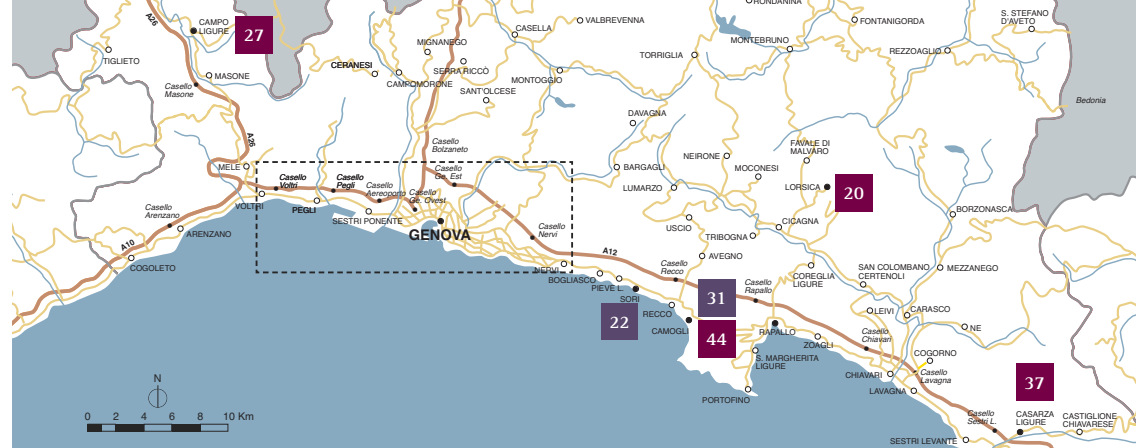 RONDANINA
S. STEFANO
D'AVETO
A26
CAMPO
LIGURE
27
VALBREVENNA
FONTANIGORDA
CASELLA
MIGNANEGO
MONTEBRUNO
REZZOAGLIO
TIGLIETO
TORRIGLIA
CERANESI
SERRA RICCÒ
MASONE
CAMPOMORONE
MONTOGGIO
Casello
Masone
SANT'OLCESE
Bedonia
DAVAGNA
A26
Casello
Bolzaneto
FAVALE DI
MALVARO
NEIRONE
MELE
BARGAGLI
MOCONESI
Casello
Ge. Est
Casello
Voltri
Casello
Pegli
Casello
Aereoporto
LUMARZO
LORSICA
20
Casello
Ge. Ovest
VOLTRI
PEGLI
Casello
Arenzano
SESTRI PONENTE
BORZONASCA
USCIO
CICAGNA
ARENZANO
GENOVA
Casello
Nervi
TRIBOGNA
A10
A12
AVEGNO
COGOLETO
NERVI
Casello
Recco
COREGLIA
LIGURE
SAN COLOMBANO
CERTENOLI
MEZZANEGO
BOGLIASCO
PIEVE L.
Casello
Rapallo
SORI
31
RECCO
LEIVI
CARASCO
22
CAMOGLI
44
RAPALLO
NE
ZOAGLI
Casello
Chiavari
S. MARGHERITA
LIGURE
COGORNO
CHIAVARI
Casello
Lavagna
37
N
LAVAGNA
PORTOFINO
0 2 4 6 8 10 Km
Casello
Sestri L.
CASARZA
LIGURE
CASTIGLIONE
CHIAVARESE
SESTRI LEVANTE